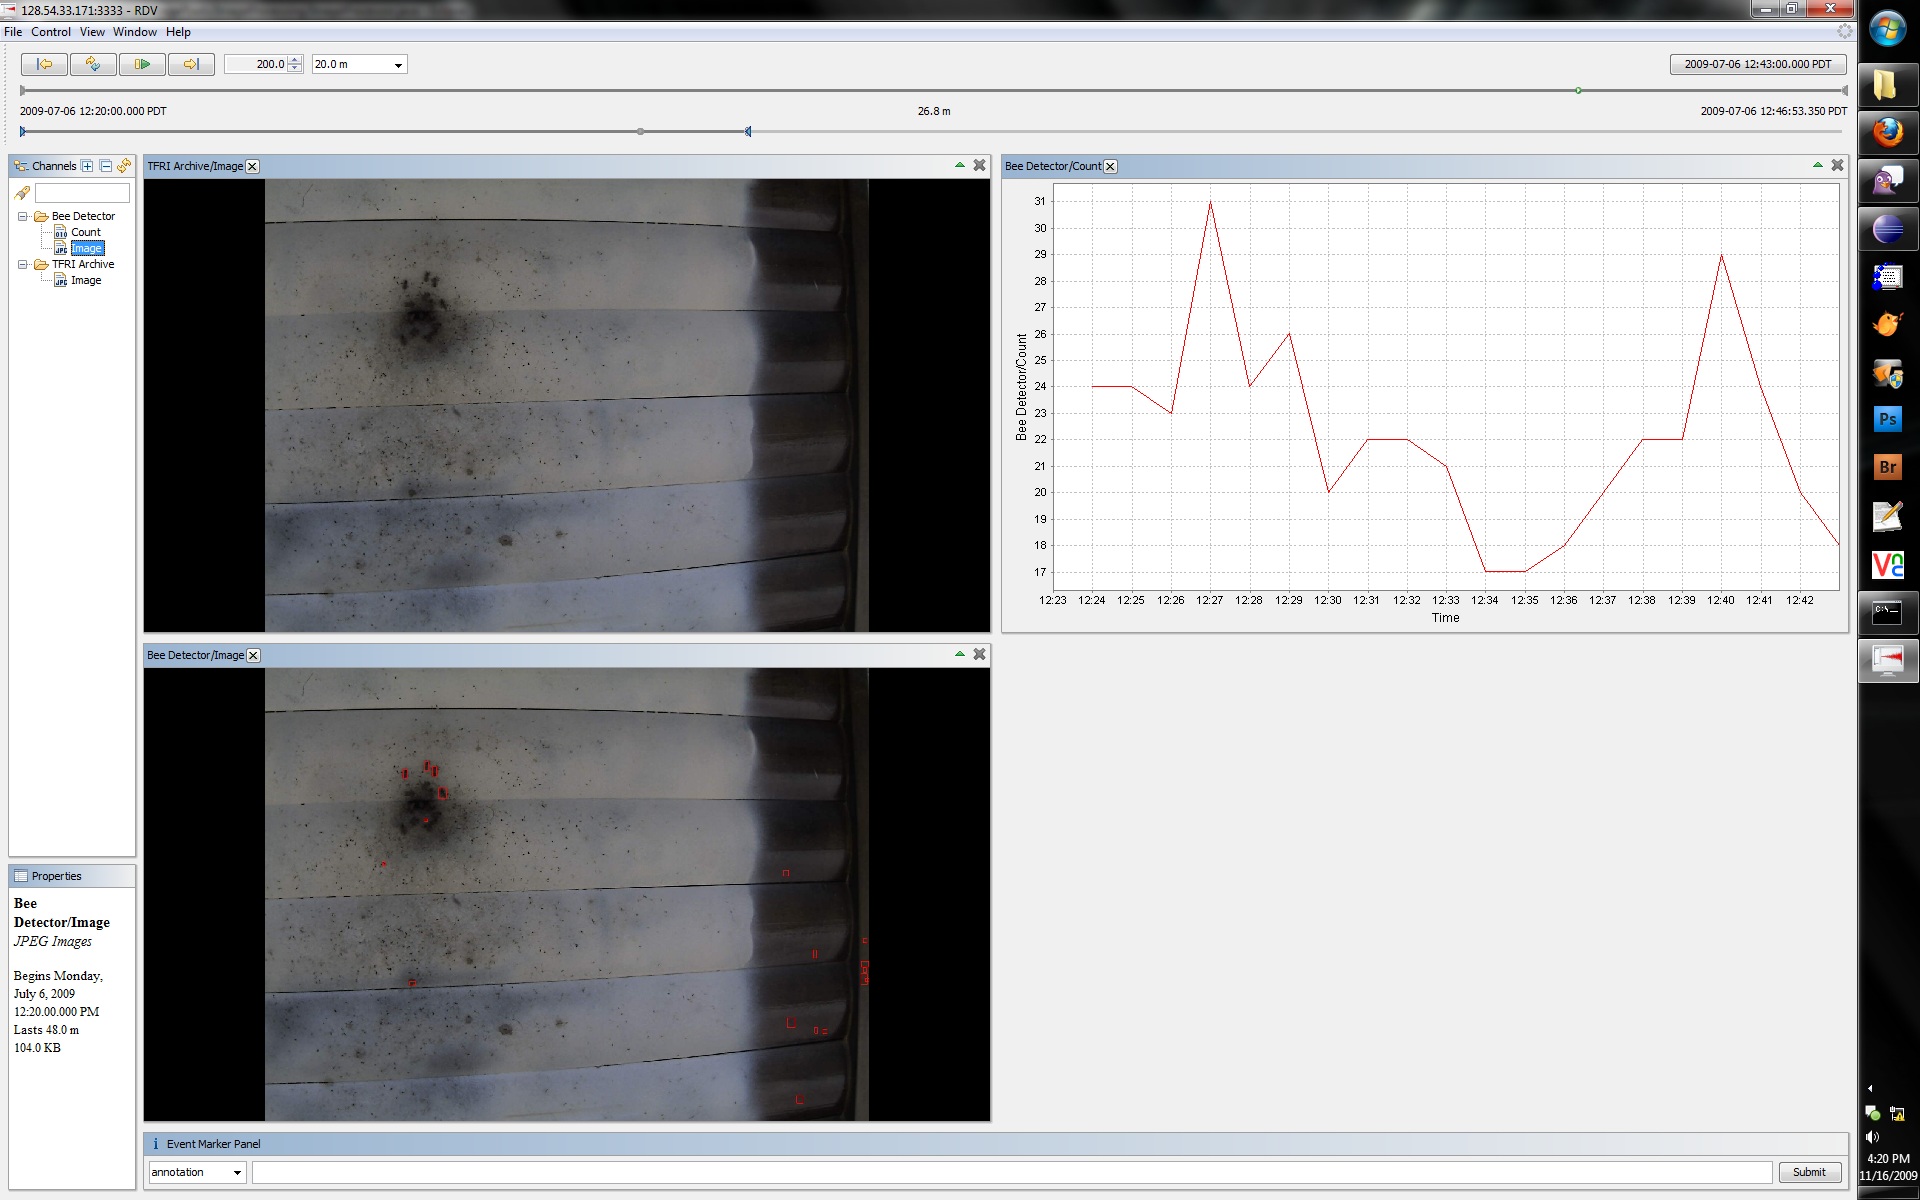 128.54.33.171:3333 - RDV
File Control View Window Help
200.0 20.0 m 2009-07-06 12:43:00.000 PDT
2009-07-06 12:20:00.000 PDT 26.8 m 2009-07-06 12:46:53.350 PDT
Channels
Bee Detector
Count
Image
TFRI Archive
Image
TFRI Archive/Image
Bee Detector/Count
31
30
29
28
27
26
25
24
23
22
21
20
19
18
17
Bee Detector/Count
12:23 12:24 12:25 12:26 12:27 12:28 12:29 12:30 12:31 12:32 12:33 12:34 12:35 12:36 12:37 12:38 12:39 12:40 12:41 12:42
Time
Bee Detector/Image
Properties
Bee
Detector/Image
JPEG Images
Begins Monday,
July 6, 2009
12:20.00.000 PM
Lasts 48.0 m
104.0 KB
Event Marker Panel
annotation Submit
Ps
Br
4:20 PM
11/16/2009